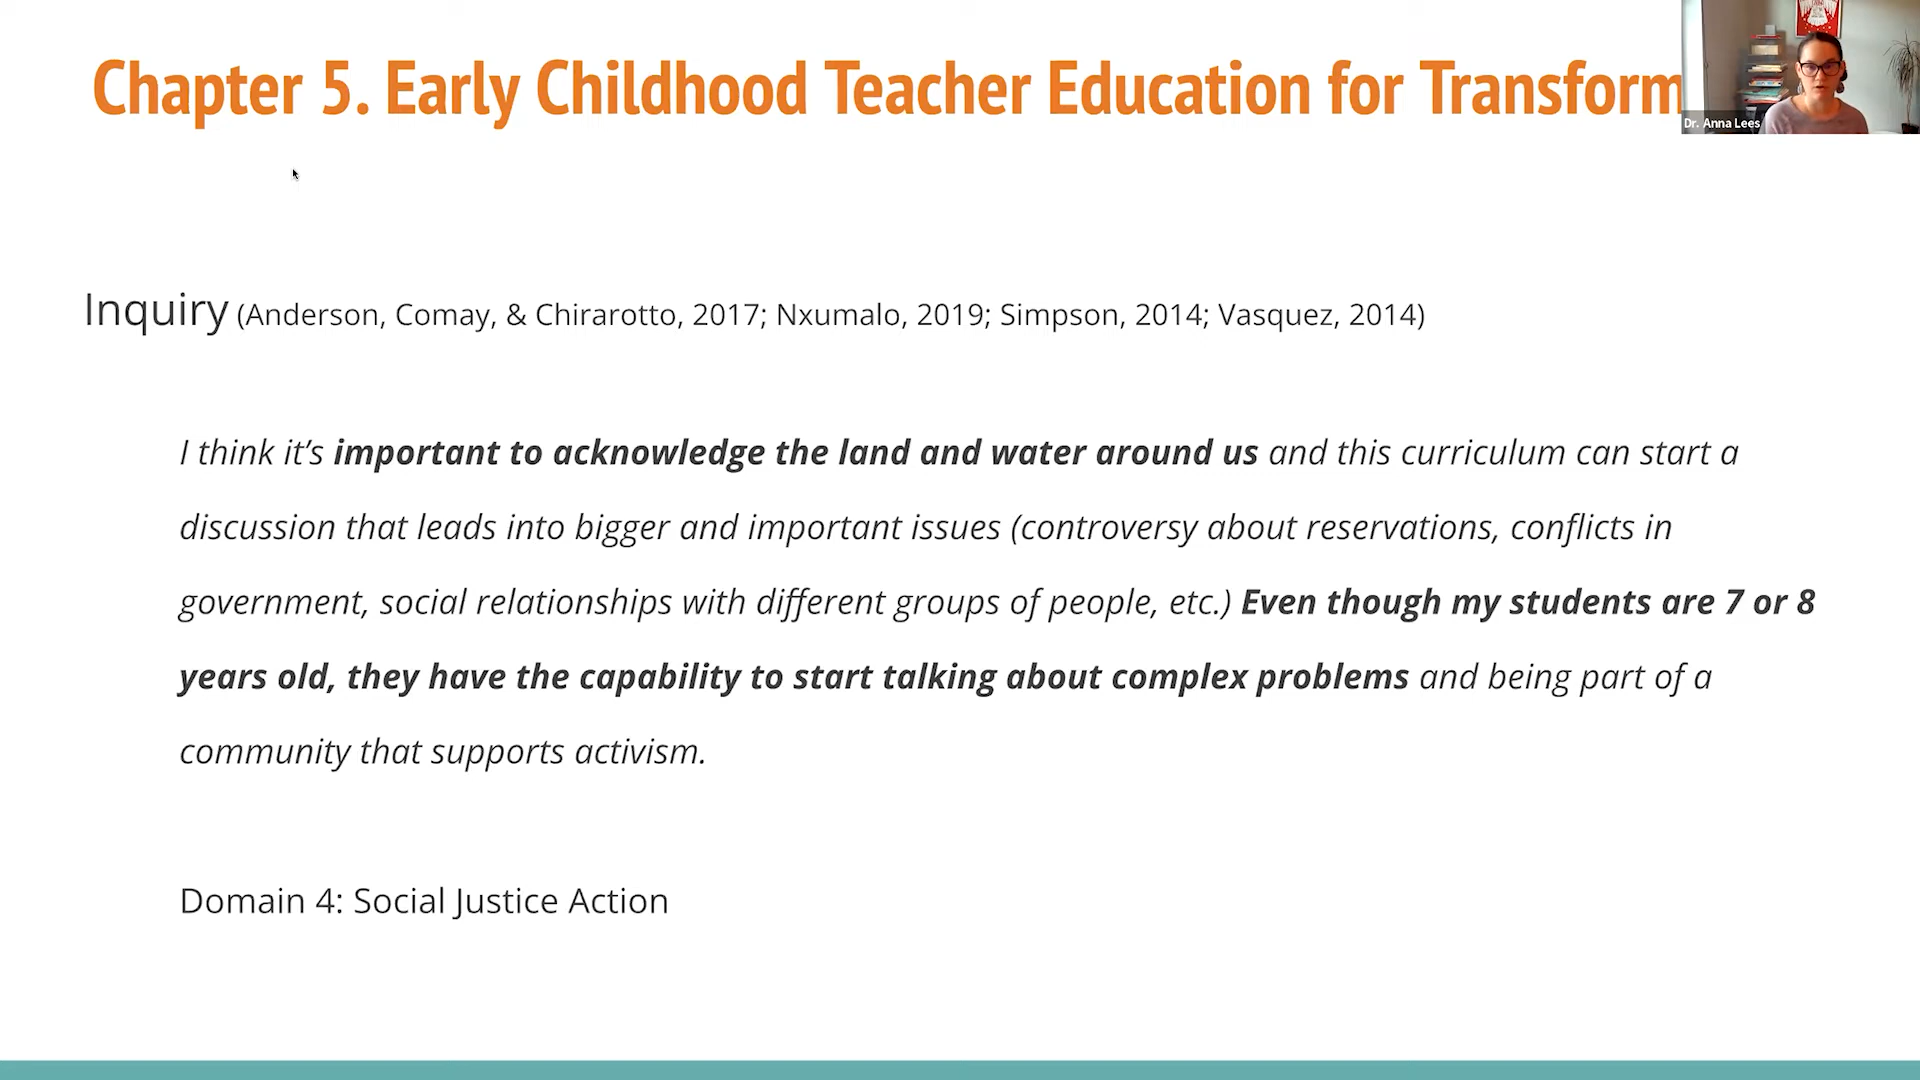 Chapter 5. Early Childhood Teacher Education for Transform
Dr. Anna Lees
Inquiry (Anderson, Comay, & Chirarotto, 2017; Nxumalo, 2019; Simpson, 2014; Vasquez, 2014)
I think it’s important to acknowledge the land and water around us and this curriculum can start a
discussion that leads into bigger and important issues (controversy about reservations, conflicts in
government, social relationships with different groups of people, etc.) Even though my students are 7 or 8
years old, they have the capability to start talking about complex problems and being part of a
community that supports activism.
Domain 4: Social Justice Action